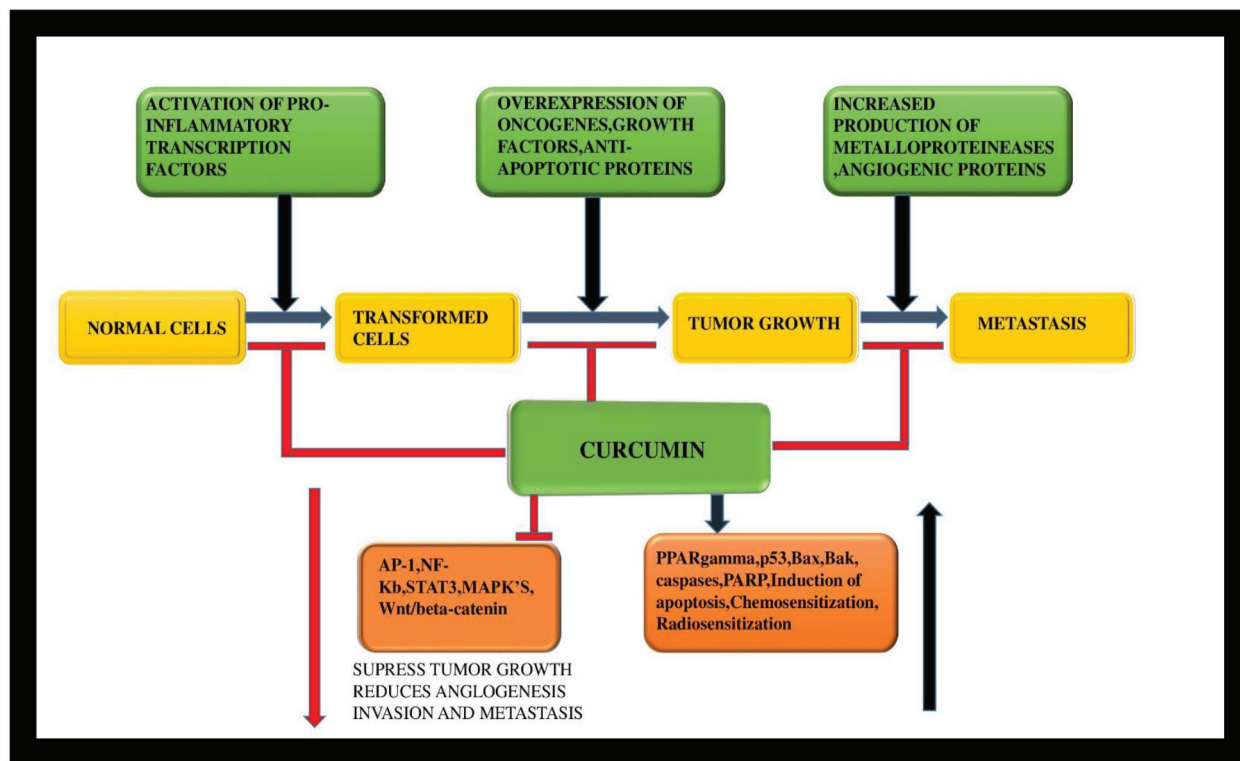 ACTIVATION OF PRO-
INFLAMMATORY
TRANSCRIPTION
FACTORS
OVEREXPRESSION OF
ONCOGENES,GROWTH
FACTORS,ANTI-
APOPTOTIC PROTEINS
INCREASED
PRODUCTION OF
METALLOPROTEINEASES
,ANGIOGENIC PROTEINS
NORMAL CELLS
TRANSFORMED
CELLS
TUMOR GROWTH
METASTASIS
CURCUMIN
AP-1,NF-
Kb,STAT3,MAPK'S,
Wnt/beta-catenin
PPARgamma,p53,Bax,Bak,
caspases,PARP,Induction of
apoptosis,Chemosensitization,
Radiosensitization
SUPRESS TUMOR GROWTH
REDUCES ANGLOGENESIS
INVASION AND METASTASIS